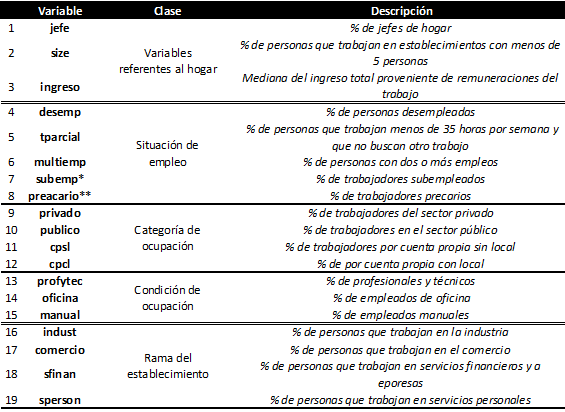 Variable Clase Descripción
1 jefe % de jefes de hogar
2 size Variables referentes al hogar % de personas que trabajan en establecimientos con menos de 5 personas
3 ingreso Mediana del ingreso total proveniente de remuneraciones del trabajo
4 desemp % de personas desempleadas
5 tparcial Situación de empleo % de personas que trabajan menos de 35 horas por semana y que no buscan otro trabajo
6 multiemp % de personas con dos o más empleos
7 subemp* % de trabajadores subempleados
8 preacario** % de trabajadores precarios
9 privado % de trabajadores del sector privado
10 publico Categoría de ocupación % de trabajadores en el sector público
11 cpsl % de trabajadores por cuenta propia sin local
12 cpcl % de por cuenta propia con local
13 profytec % de profesionales y técnicos
14 oficina Condición de ocupación % de empleados de oficina
15 manual % de empleados manuales
16 indust % de personas que trabajan en la industria
17 comercio Rama del establecimiento % de personas que trabajan en el comercio
18 sfinan % de personas que trabajan en servicios financieros y a eporesas
19 sperson % de personas que trabajan en servicios personales